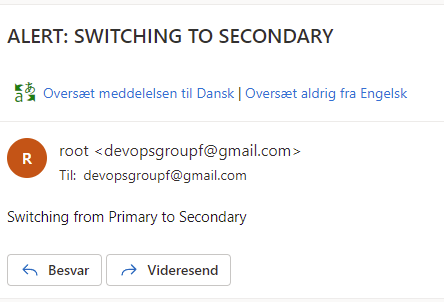 ALERT: SWITCHING TO SECONDARY
Oversæt meddelelsen til Dansk | Oversæt aldrig fra Engelsk
R
root <devopsgroupf@gmail.com>
Til: devopsgroupf@gmail.com
Switching from Primary to Secondary
Besvar
Videresend